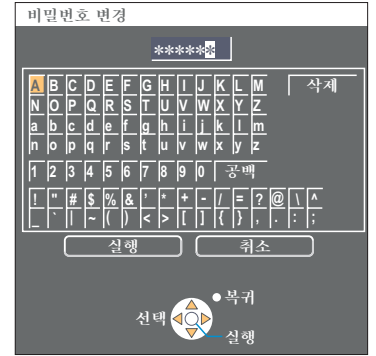 비밀번호 변경
******
A B C D E F G H I J K L M 삭제
N O P Q R S T U V W X Y Z
a b c d e f g h i j k l m
n o p q r s t u v w x y z
1 2 3 4 5 6 7 8 9 0 공백
! " # $ % & ' * + - / = ? @ \ ^
_ ` | ~ ( ) < > [ ] { } , . : ;
실행 취소
복귀
선택
실행